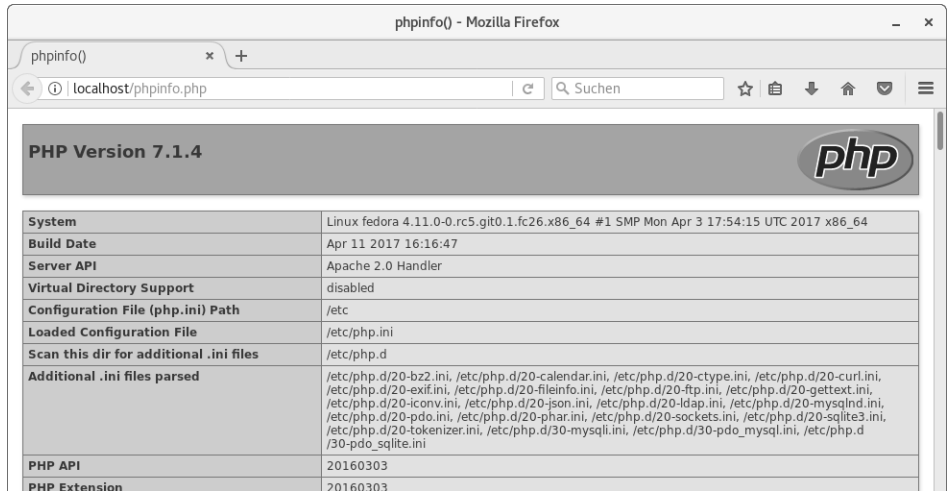 phpinfo() - Mozilla Firefox
phpinfo()
localhost/phpinfo.php
Suchen
PHP Version 7.1.4
php
System Linux fedora 4.11.0-0.rc5.git0.1.fc26.x86_64 #1 SMP Mon Apr 3 17:54:15 UTC 2017 x86_64
Build Date Apr 11 2017 16:16:47
Server API Apache 2.0 Handler
Virtual Directory Support disabled
Configuration File (php.ini) Path /etc
Loaded Configuration File /etc/php.ini
Scan this dir for additional .ini files /etc/php.d
Additional .ini files parsed /etc/php.d/20-bz2.ini, /etc/php.d/20-calendar.ini, /etc/php.d/20-ctype.ini, /etc/php.d/20-curl.ini,
/etc/php.d/20-exif.ini, /etc/php.d/20-fileinfo.ini, /etc/php.d/20-ftp.ini, /etc/php.d/20-gettext.ini,
/etc/php.d/20-iconv.ini, /etc/php.d/20-json.ini, /etc/php.d/20-ldap.ini, /etc/php.d/20-mysqlnd.ini,
/etc/php.d/20-pdo.ini, /etc/php.d/20-phar.ini, /etc/php.d/20-sockets.ini, /etc/php.d/20-sqlite3.ini,
/etc/php.d/20-tokenizer.ini, /etc/php.d/30-mysqli.ini, /etc/php.d/30-pdo_mysql.ini, /etc/php.d
/30-pdo_sqlite.ini
PHP API 20160303
PHP Extension 20160303